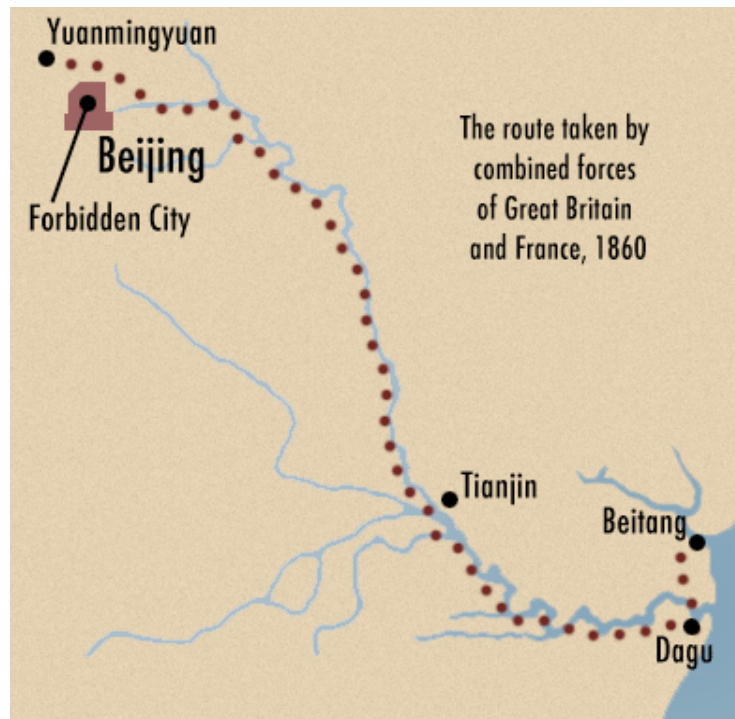 Yuanmingyuan
Beijing
Forbidden City
The route taken by
combined forces
of Great Britain
and France, 1860
Tianjin
Beitang
Dagu